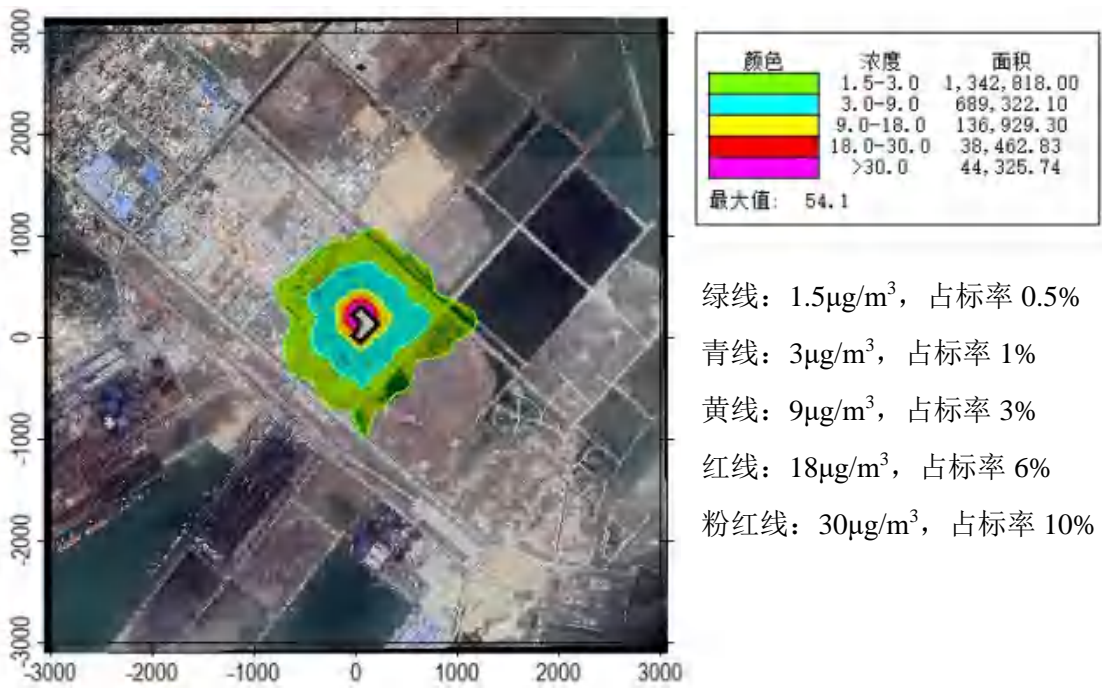 3000
2000
1000
0
-1000
-2000
-3000
-3000 -2000 -1000 0 1000 2000 3000
颜色 浓度 面积
1.5-3.0 1,342,818.00
3.0-9.0 689,322.10
9.0-18.0 136,929.30
18.0-30.0 38,462.83
>30.0 44,325.74
最大值: 54.1
绿线：1.5μg/m³，占标率 0.5%
青线：3μg/m³，占标率 1%
黄线：9μg/m³，占标率 3%
红线：18μg/m³，占标率 6%
粉红线：30μg/m³，占标率 10%